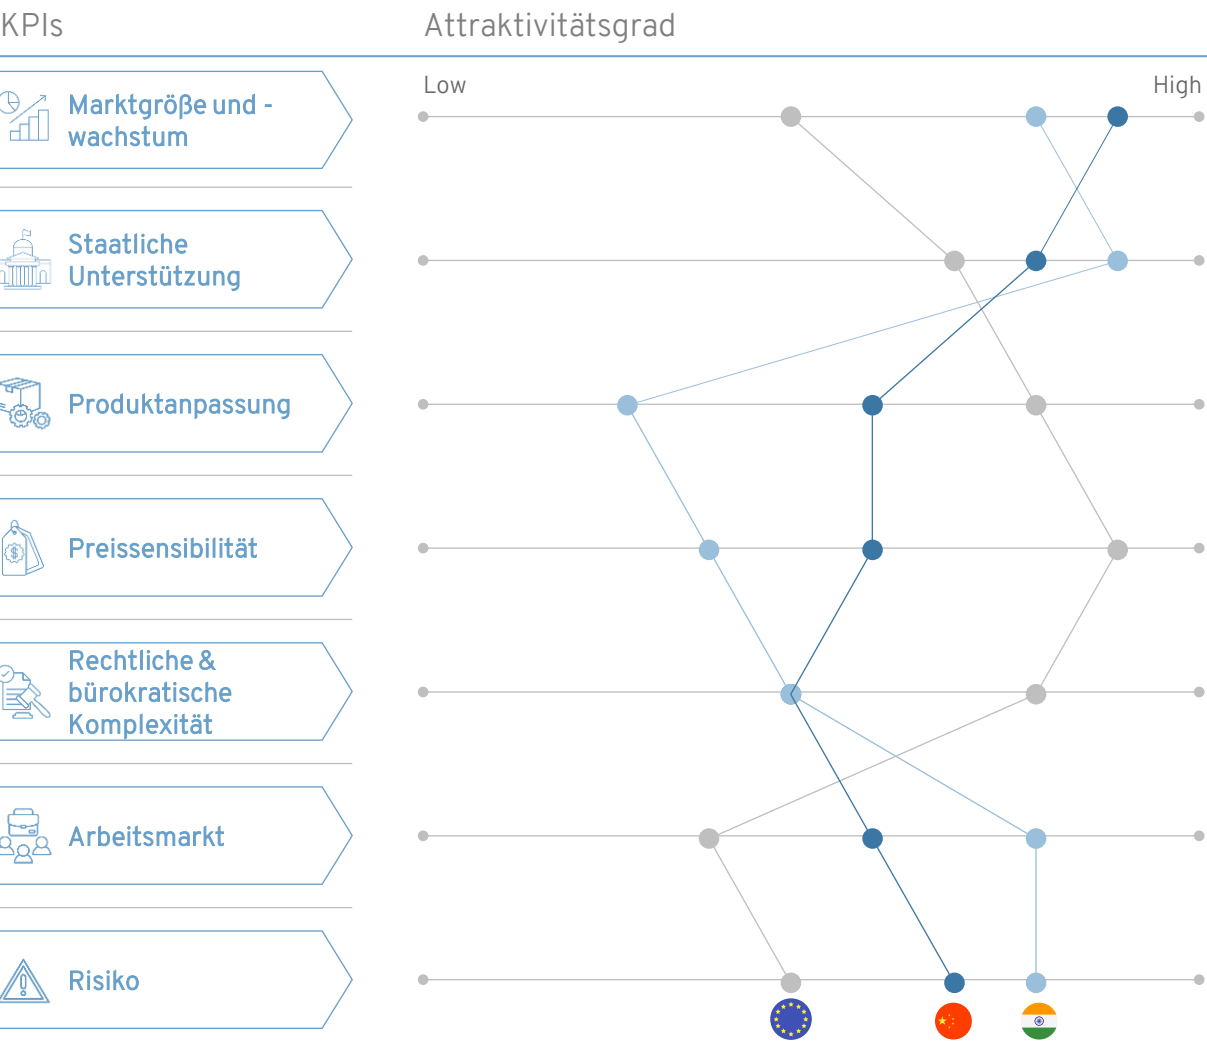 KPIs
Attraktivitätsgrad
Low
High
Marktgröße und -
wachstum
Staatliche
Unterstützung
Produktanpassung
$
Preissensibilität
Rechtliche &
bürokratische
Komplexität
Arbeitsmarkt
Risiko